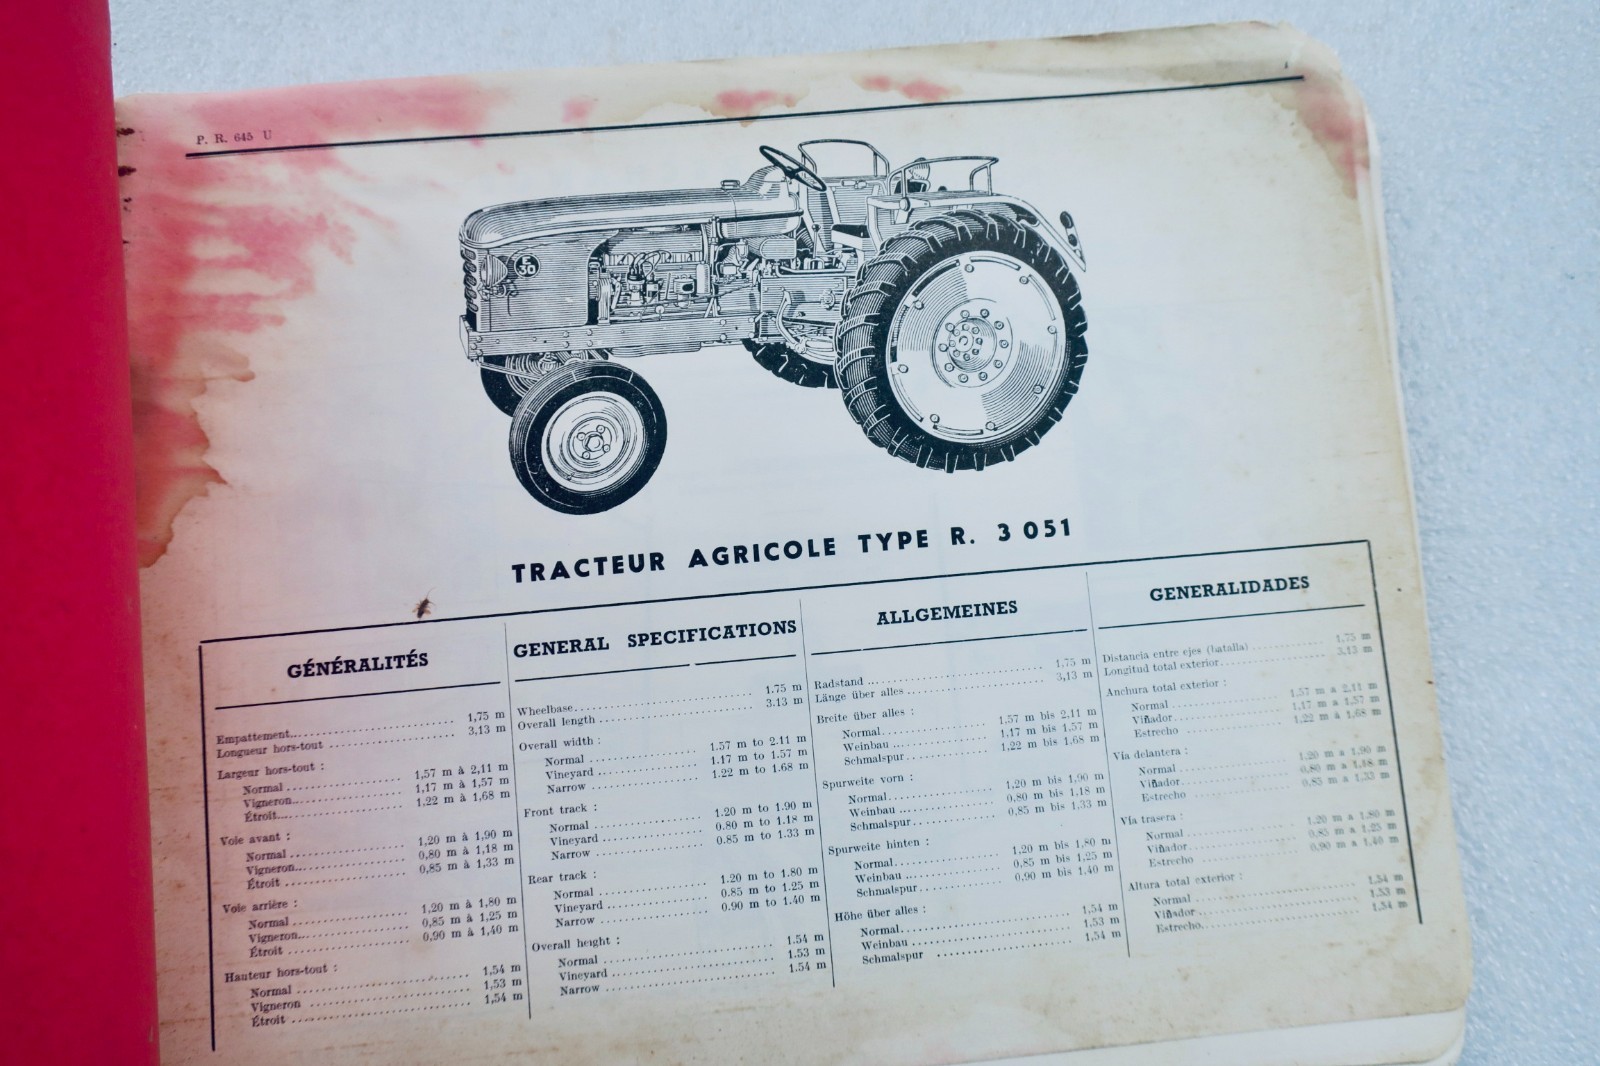 P. R. 645 U
E
30
TRACTEUR AGRICOLE TYPE R. 3 051
GÉNÉRALITÉS
Empattement 1,75 m
Longueur hors-tout 3,13 m
Largeur hors-tout :
Normal 1,57 m à 2,11 m
Vigneron 1,17 m à 1,57 m
Étroit 1,22 m à 1,68 m
Voie avant :
Normal 1,20 m à 1,90 m
Vigneron 0,80 m à 1,18 m
Étroit 0,85 m à 1,33 m
Voie arrière :
Normal 1,20 m à 1,80 m
Vigneron 0,85 m à 1,25 m
Étroit 0,90 m à 1,40 m
Hauteur hors-tout :
Normal 1,54 m
Vigneron 1,53 m
Étroit 1,54 m
GENERAL SPECIFICATIONS
Wheelbase 1.75 m
Overall length 3.13 m
Overall width :
Normal 1.57 m to 2.11 m
Vineyard 1.17 m to 1.57 m
Narrow 1.22 m to 1.68 m
Front track :
Normal 1.20 m to 1.90 m
Vineyard 0.80 m to 1.18 m
Narrow 0.85 m to 1.33 m
Rear track :
Normal 1.20 m to 1.80 m
Vineyard 0.85 m to 1.25 m
Narrow 0.90 m to 1.40 m
Overall height :
Normal 1.54 m
Vineyard 1.53 m
Narrow 1.54 m
ALLGEMEINES
Radstand 1,75 m
Länge über alles 3,13 m
Breite über alles :
Normal 1,57 m bis 2,11 m
Weinbau 1,17 m bis 1,57 m
Schmalspur 1,22 m bis 1,68 m
Spurweite vorn :
Normal 1,20 m bis 1,90 m
Weinbau 0,80 m bis 1,18 m
Schmalspur 0,85 m bis 1,33 m
Spurweite hinten :
Normal 1,20 m bis 1,80 m
Weinbau 0,85 m bis 1,25 m
Schmalspur 0,90 m bis 1,40 m
Höhe über alles :
Normal 1,54 m
Weinbau 1,53 m
Schmalspur 1,54 m
GENERALIDADES
Distancia entre ejes (batalla) 1,75 m
Longitud total exterior 3,13 m
Anchura total exterior :
Normal 1,57 m a 2,11 m
Viñador 1,17 m a 1,57 m
Estrecho 1,22 m a 1,68 m
Vía delantera :
Normal 1,20 m a 1,90 m
Viñador 0,80 m a 1,18 m
Estrecho 0,85 m a 1,33 m
Vía trasera :
Normal 1,20 m a 1,80 m
Viñador 0,85 m a 1,25 m
Estrecho 0,90 m a 1,40 m
Altura total exterior :
Normal 1,54 m
Viñador 1,53 m
Estrecho 1,54 m